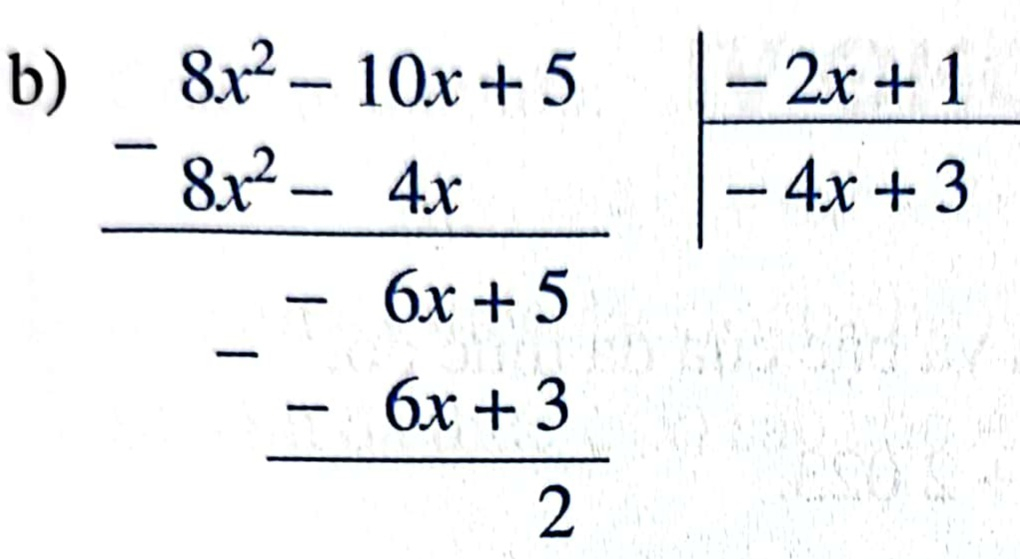 b) 8x² – 10x + 5 | – 2x + 1
–
8x² – 4x | – 4x + 3
– 6x + 5
–
– 6x + 3
2